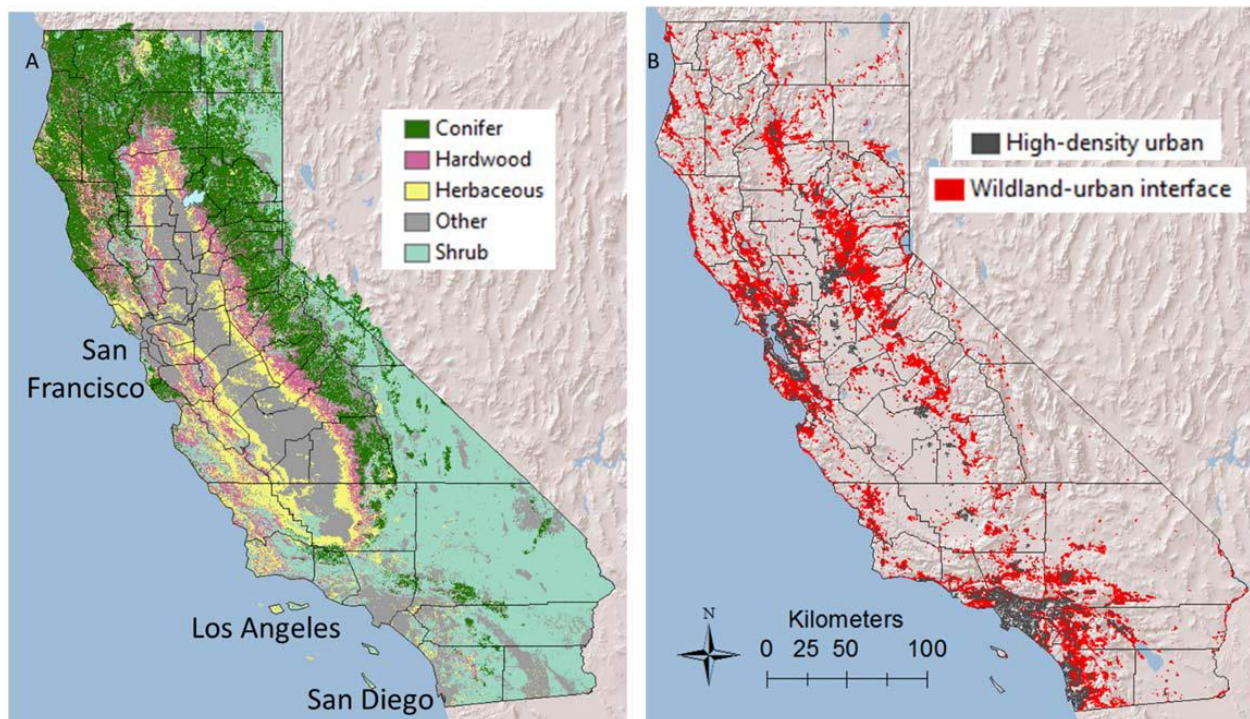 A
Conifer
Hardwood
Herbaceous
Other
Shrub
San
Francisco
Los Angeles
San Diego
B
High-density urban
Wildland-urban interface
N
Kilometers
0 25 50 100